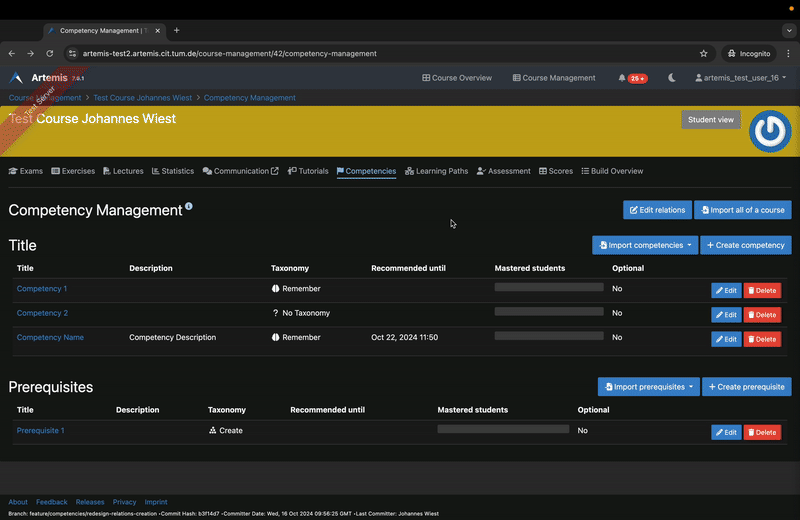 Competency Management | T
artemis-test2.artemis.cit.tum.de/course-management/42/competency-management
Incognito
Artemis 7.6.1
Course Overview
Course Management
26 +
artemis_test_user_16
Test Server
Course Management > Test Course Johannes Wiest > Competency Management
Test Course Johannes Wiest
Student view
Exams Exercises Lectures Statistics Communication Tutorials Competencies Learning Paths Assessment Scores Build Overview
Competency Management
Edit relations Import all of a course
Title
Import competencies + Create competency
Title Description Taxonomy Recommended until Mastered students Optional
Competency 1 Remember No Edit Delete
Competency 2 ? No Taxonomy No Edit Delete
Competency Name Competency Description Remember Oct 22, 2024 11:50 No Edit Delete
Prerequisites
Import prerequisites + Create prerequisite
Title Description Taxonomy Recommended until Mastered students Optional
Prerequisite 1 Create No Edit Delete
About Feedback Releases Privacy Imprint
Branch: feature/competencies/redesign-relations-creation •Commit Hash: b3f14d7 •Committer Date: Wed, 16 Oct 2024 09:56:25 GMT •Last Committer: Johannes Wiest